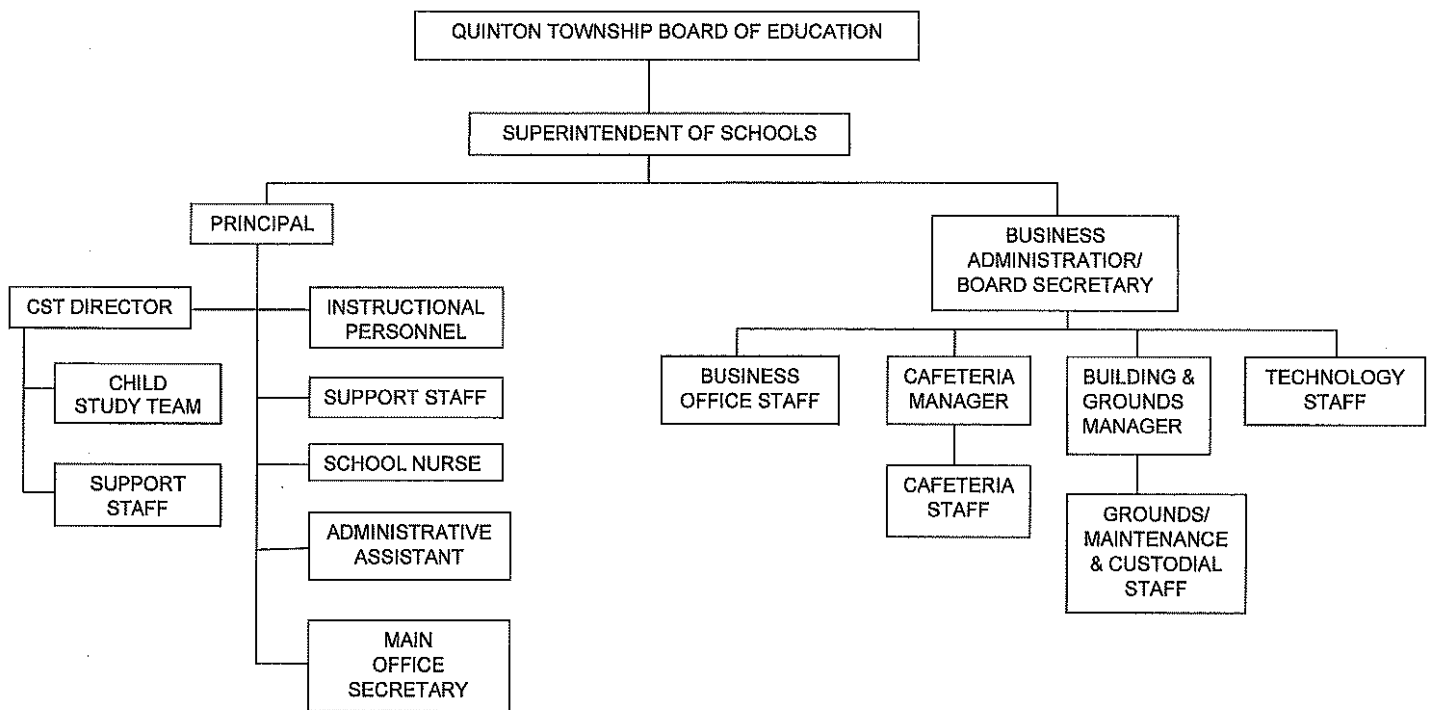 QUINTON TOWNSHIP BOARD OF EDUCATION
SUPERINTENDENT OF SCHOOLS
PRINCIPAL
CST DIRECTOR
CHILD
STUDY TEAM
SUPPORT
STAFF
INSTRUCTIONAL
PERSONNEL
SUPPORT STAFF
SCHOOL NURSE
ADMINISTRATIVE
ASSISTANT
MAIN
OFFICE
SECRETARY
BUSINESS
ADMINISTRATIOR/
BOARD SECRETARY
BUSINESS
OFFICE STAFF
CAFETERIA
MANAGER
CAFETERIA
STAFF
BUILDING &
GROUNDS
MANAGER
GROUNDS/
MAINTENANCE
& CUSTODIAL
STAFF
TECHNOLOGY
STAFF